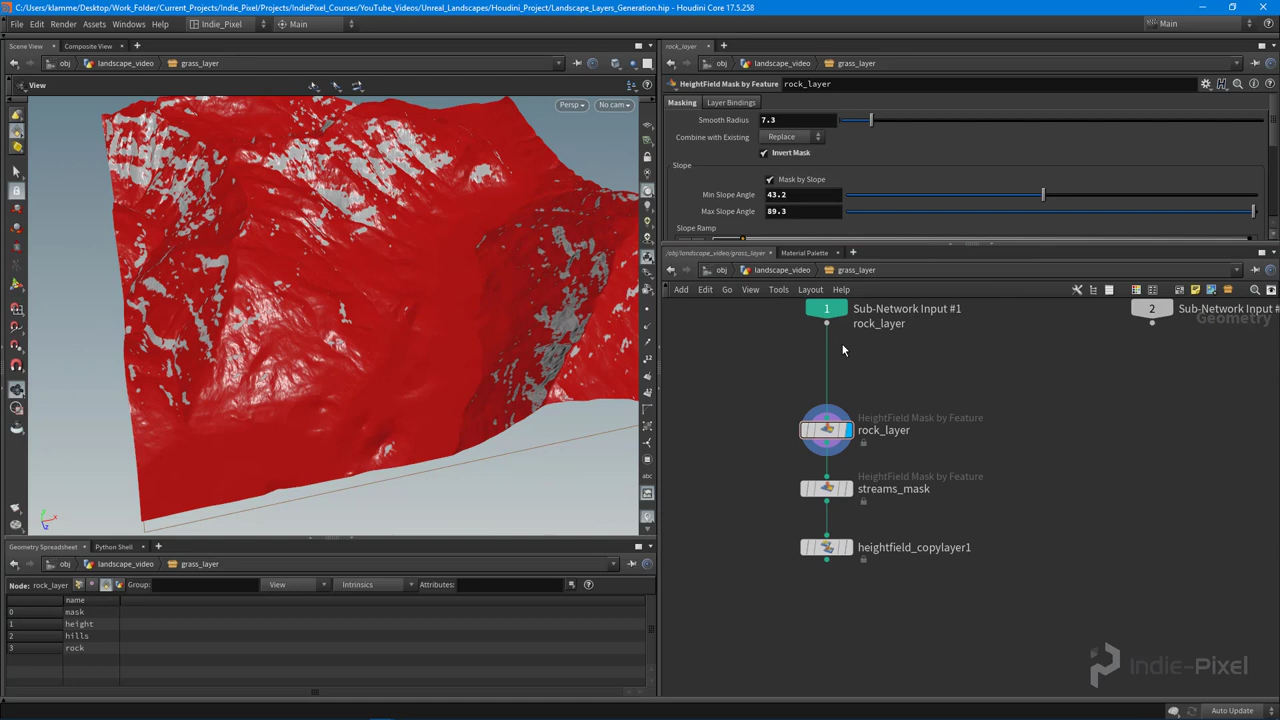 C:/Users/klamme/Desktop/Work_Folder/Current_Projects/Indie_Pixel/Projects/IndiePixel_Courses/YouTube_Videos/Unreal_Landscapes/Houdini_Project/Landscape_Layers_Generation.hip - Houdini Core 17.5.258
File Edit Render Assets Windows Help Indie_Pixel Main Main
Scene View Composite View
obj landscape_video grass_layer
View
Persp No cam
abc
Geometry Spreadsheet Python Shell
obj landscape_video grass_layer
Node: rock_layer Group: View Intrinsics Attributes:
name
0 mask
1 height
2 hills
3 rock
rock_layer
obj landscape_video grass_layer
HeightField Mask by Feature rock_layer
Masking Layer Bindings
Smooth Radius 7.3
Combine with Existing Replace
Invert Mask
Slope
Mask by Slope
Min Slope Angle 43.2
Max Slope Angle 89.3
Slope Ramp
/obj/landscape_video/grass_layer Material Palette
obj landscape_video grass_layer
Add Edit Go View Tools Layout Help
1 Sub-Network Input #1
rock_layer
2 Sub-Network Input #
Geometry
HeightField Mask by Feature
rock_layer
HeightField Mask by Feature
streams_mask
heightfield_copylayer1
Indie-Pixel
Auto Update